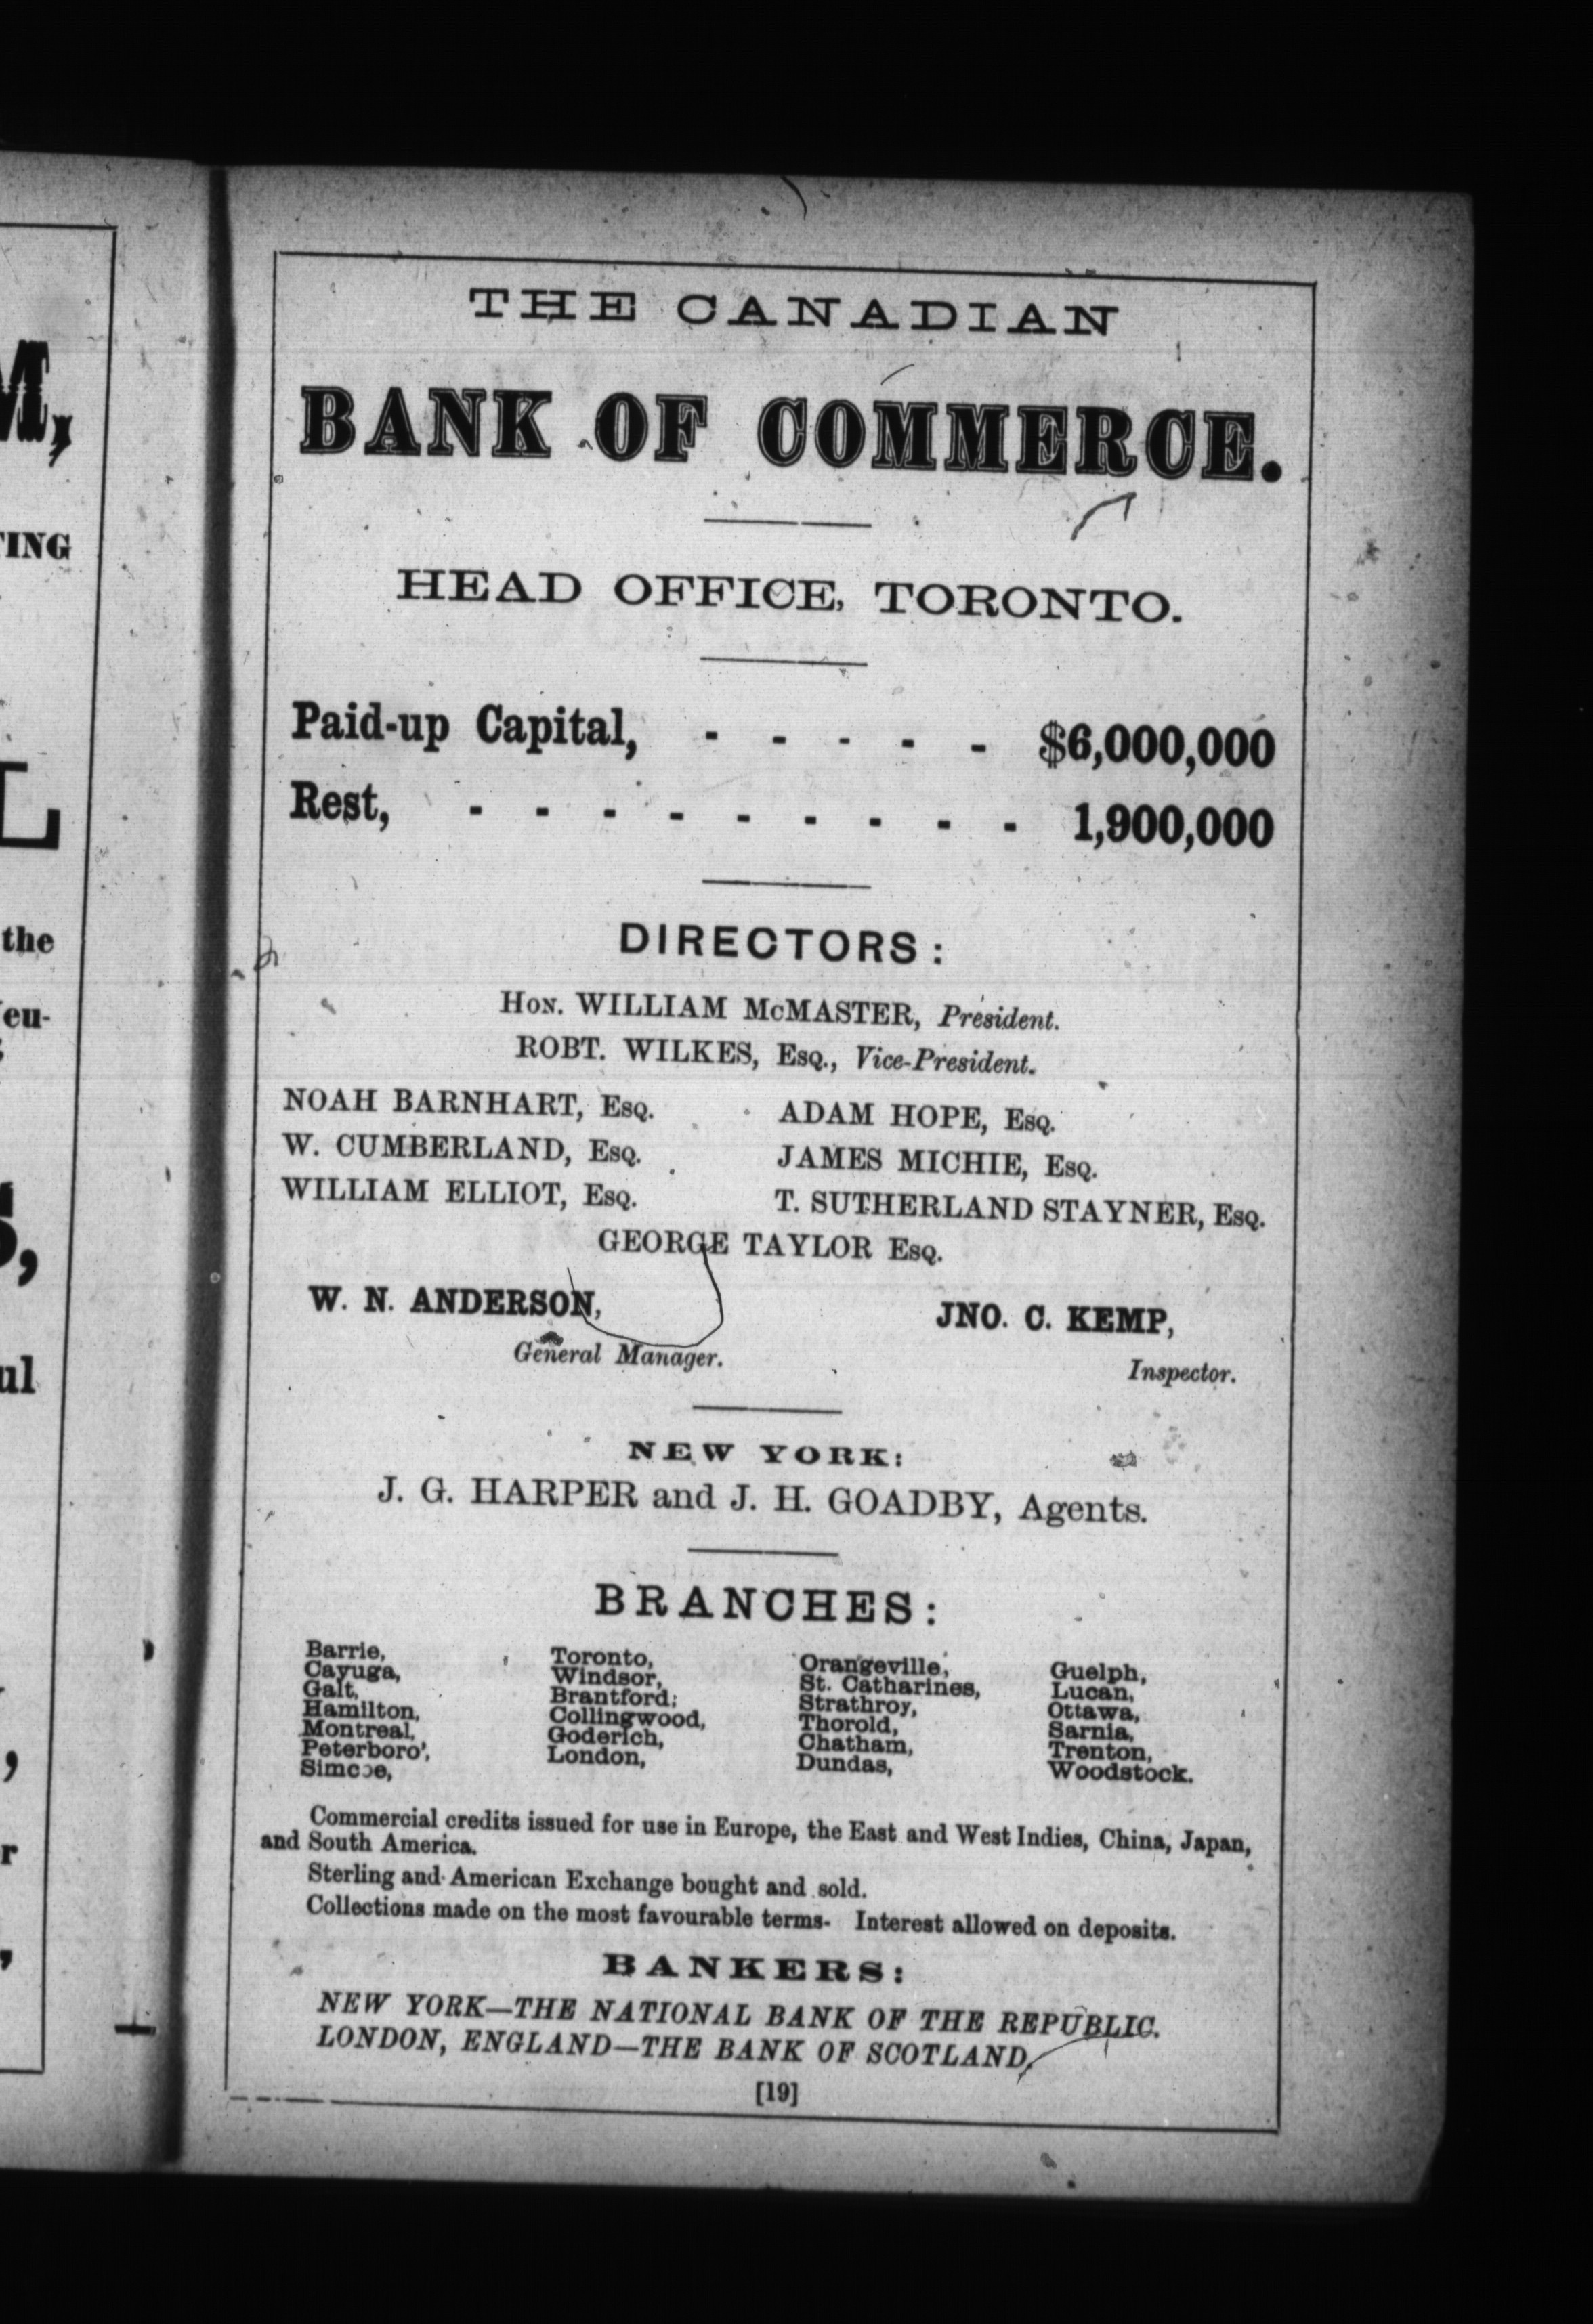 M,
TING
L
the
eu-
S,
ul
,
r
,
THE CANADIAN
BANK OF COMMERCE.
HEAD OFFICE, TORONTO.
Paid-up Capital, - - - - - $6,000,000
Rest, - - - - - - - - - 1,900,000
DIRECTORS:
HON. WILLIAM McMASTER, President.
ROBT. WILKES, ESQ., Vice-President.
NOAH BARNHART, ESQ. ADAM HOPE, ESQ.
W. CUMBERLAND, ESQ. JAMES MICHIE, ESQ.
WILLIAM ELLIOT, ESQ. T. SUTHERLAND STAYNER, ESQ.
GEORGE TAYLOR ESQ.
W. N. ANDERSON, JNO. C. KEMP,
General Manager. Inspector.
NEW YORK:
J. G. HARPER and J. H. GOADBY, Agents.
BRANCHES:
Barrie, Toronto, Orangeville, Guelph,
Cayuga, Windsor, St. Catharines, Lucan,
Galt, Brantford, Strathroy, Ottawa,
Hamilton, Collingwood, Thorold, Sarnia,
Montreal, Goderich, Chatham, Trenton,
Peterboro', London, Dundas, Woodstock.
Simcoe,
Commercial credits issued for use in Europe, the East and West Indies, China, Japan,
and South America.
Sterling and American Exchange bought and sold.
Collections made on the most favourable terms- Interest allowed on deposits.
BANKERS:
NEW YORK—THE NATIONAL BANK OF THE REPUBLIC.
LONDON, ENGLAND—THE BANK OF SCOTLAND.
[19]